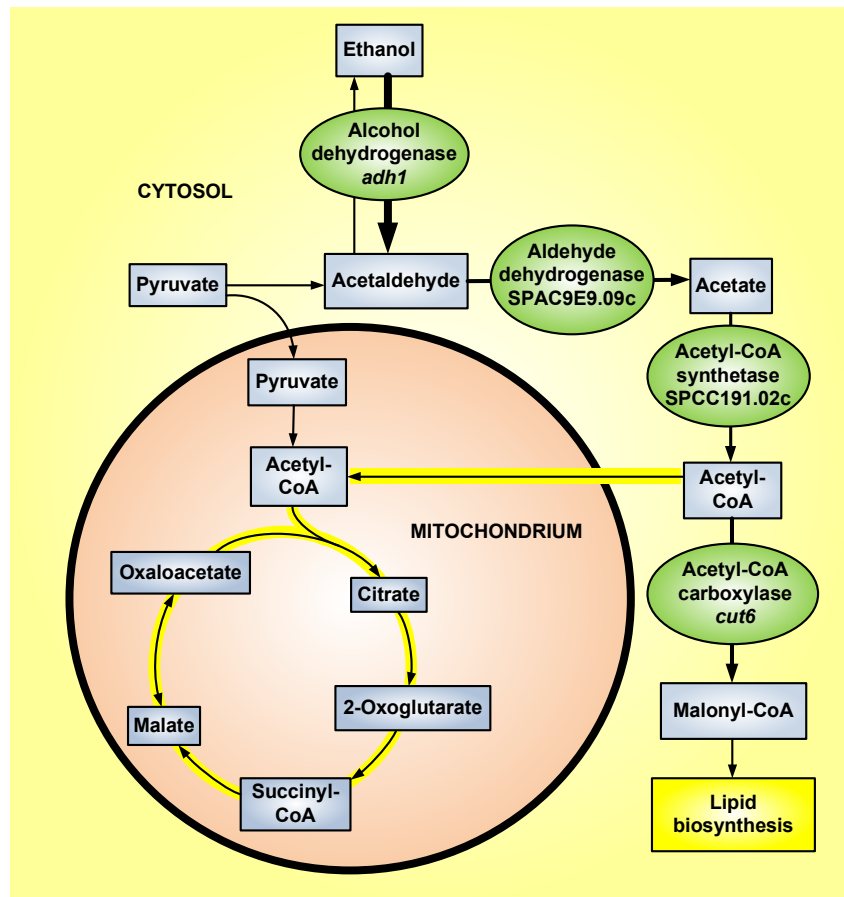 Ethanol
Alcohol
dehydrogenase
adh1
CYTOSOL
Pyruvate
Acetaldehyde
Aldehyde
dehydrogenase
SPAC9E9.09c
Acetate
Acetyl-CoA
synthetase
SPCC191.02c
Pyruvate
Acetyl-
CoA
Acetyl-
CoA
MITOCHONDRIUM
Oxaloacetate
Citrate
Acetyl-CoA
carboxylase
cut6
2-Oxoglutarate
Malate
Malonyl-CoA
Succinyl-
CoA
Lipid
biosynthesis